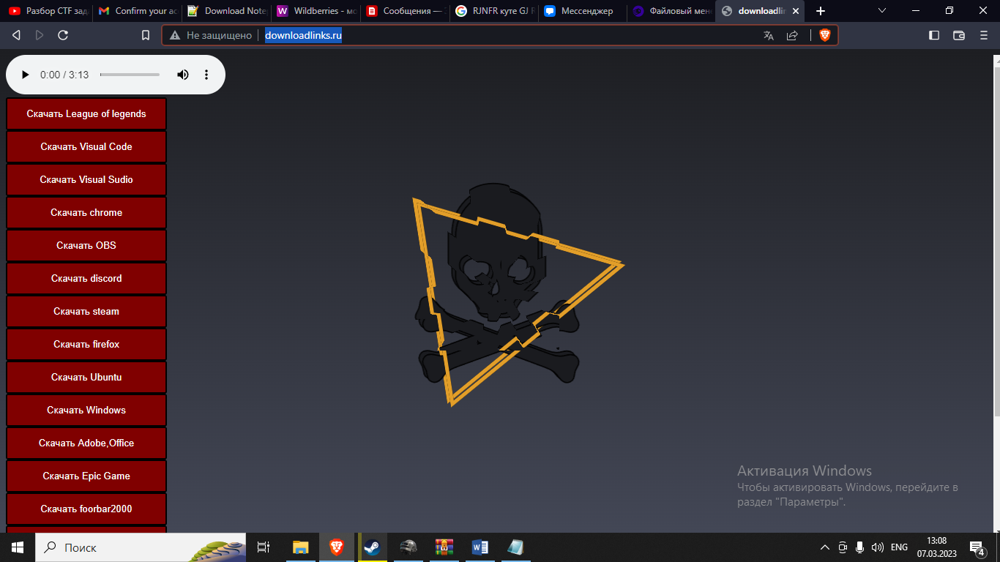 Разбор CTF зада
Confirm your ac
Download Note
Wildberries - мо
Сообщения —
RJNFR куте GJ F
Мессенджер
Файловый мене
downloadlin
Не защищено
downloadlinks.ru
0:00 / 3:13
Скачать League of legends
Скачать Visual Code
Скачать Visual Sudio
Скачать chrome
Скачать OBS
Скачать discord
Скачать steam
Скачать firefox
Скачать Ubuntu
Скачать Windows
Скачать Adobe,Office
Скачать Epic Game
Скачать foorbar2000
Активация Windows
Чтобы активировать Windows, перейдите в
раздел "Параметры".
Поиск
ENG
13:08
07.03.2023
4